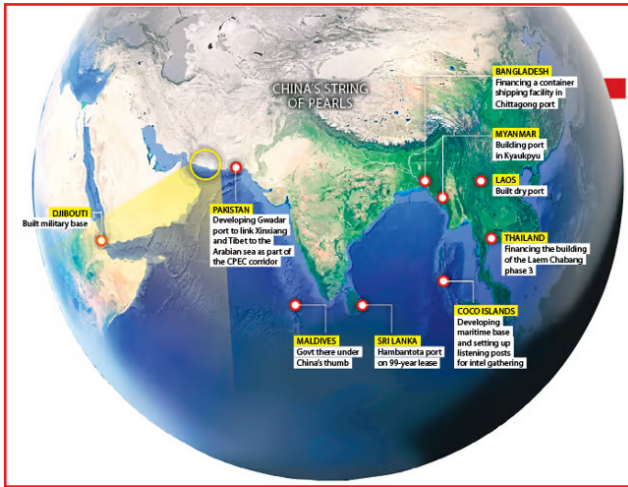 CHINA'S STRING
OF PEARLS
BANGLADESH
Financing a container
shipping facility in
Chittagong port
MYANMAR
Building port
in Kyaukpyu
LAOS
Built dry port
THAILAND
Financing the building
of the Laem Chabang
phase 3
DJIBOUTI
Built military base
PAKISTAN
Developing Gwadar
port to link Xinxiang
and Tibet to the
Arabian sea as part of
the CPEC corridor
MALDIVES
Govt there under
China's thumb
SRI LANKA
Hambantota port
on 99-year lease
COCO ISLANDS
Developing
maritime base
and setting up
listening posts
for intel gathering